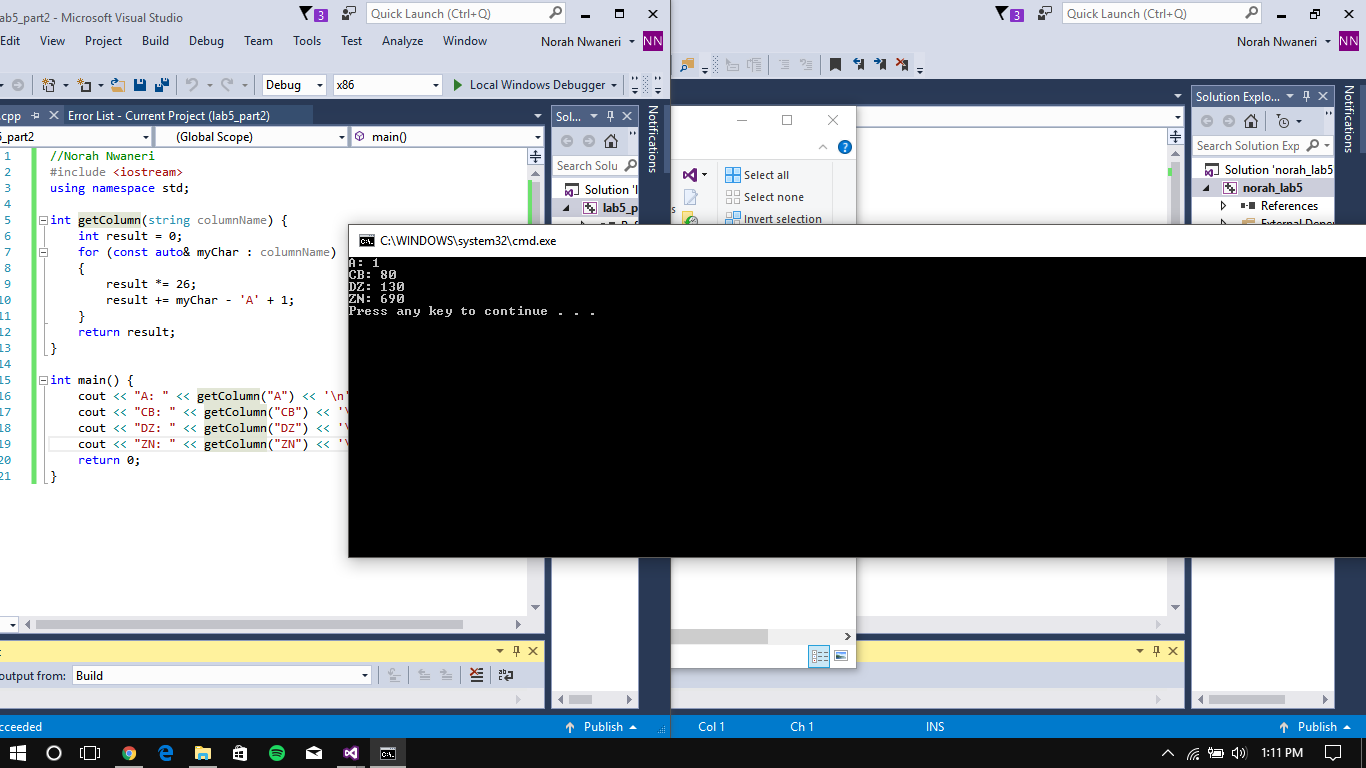 ab5_part2 - Microsoft Visual Studio
3
Quick Launch (Ctrl+Q)
3
Quick Launch (Ctrl+Q)
Edit View Project Build Debug Team Tools Test Analyze Window
Norah Nwaneri NN
Norah Nwaneri NN
Debug x86 Local Windows Debugger
.cpp
Error List - Current Project (lab5_part2)
Sol...
Notifications
Solution Explo...
Notifications
5_part2 (Global Scope) main()
Search Solu
Search Solution Exp
Solution 'l
lab5_p
Solution 'norah_lab5
norah_lab5
References
External Depe
Select all
Select none
Invert selection
1 //Norah Nwaneri
2 #include <iostream>
3 using namespace std;
4
5 int getColumn(string columnName) {
6 int result = 0;
7 for (const auto& myChar : columnName)
8 {
9 result *= 26;
10 result += myChar - 'A' + 1;
11 }
12 return result;
13 }
14
15 int main() {
16 cout << "A: " << getColumn("A") << '\n'
17 cout << "CB: " << getColumn("CB") << '\
18 cout << "DZ: " << getColumn("DZ") << '\
19 cout << "ZN: " << getColumn("ZN") << '\
20 return 0;
21 }
C:\WINDOWS\system32\cmd.exe
A: 1
CB: 80
DZ: 130
ZN: 690
Press any key to continue . . .
output from: Build
cceeded
Publish
Col 1 Ch 1 INS
Publish
1:11 PM